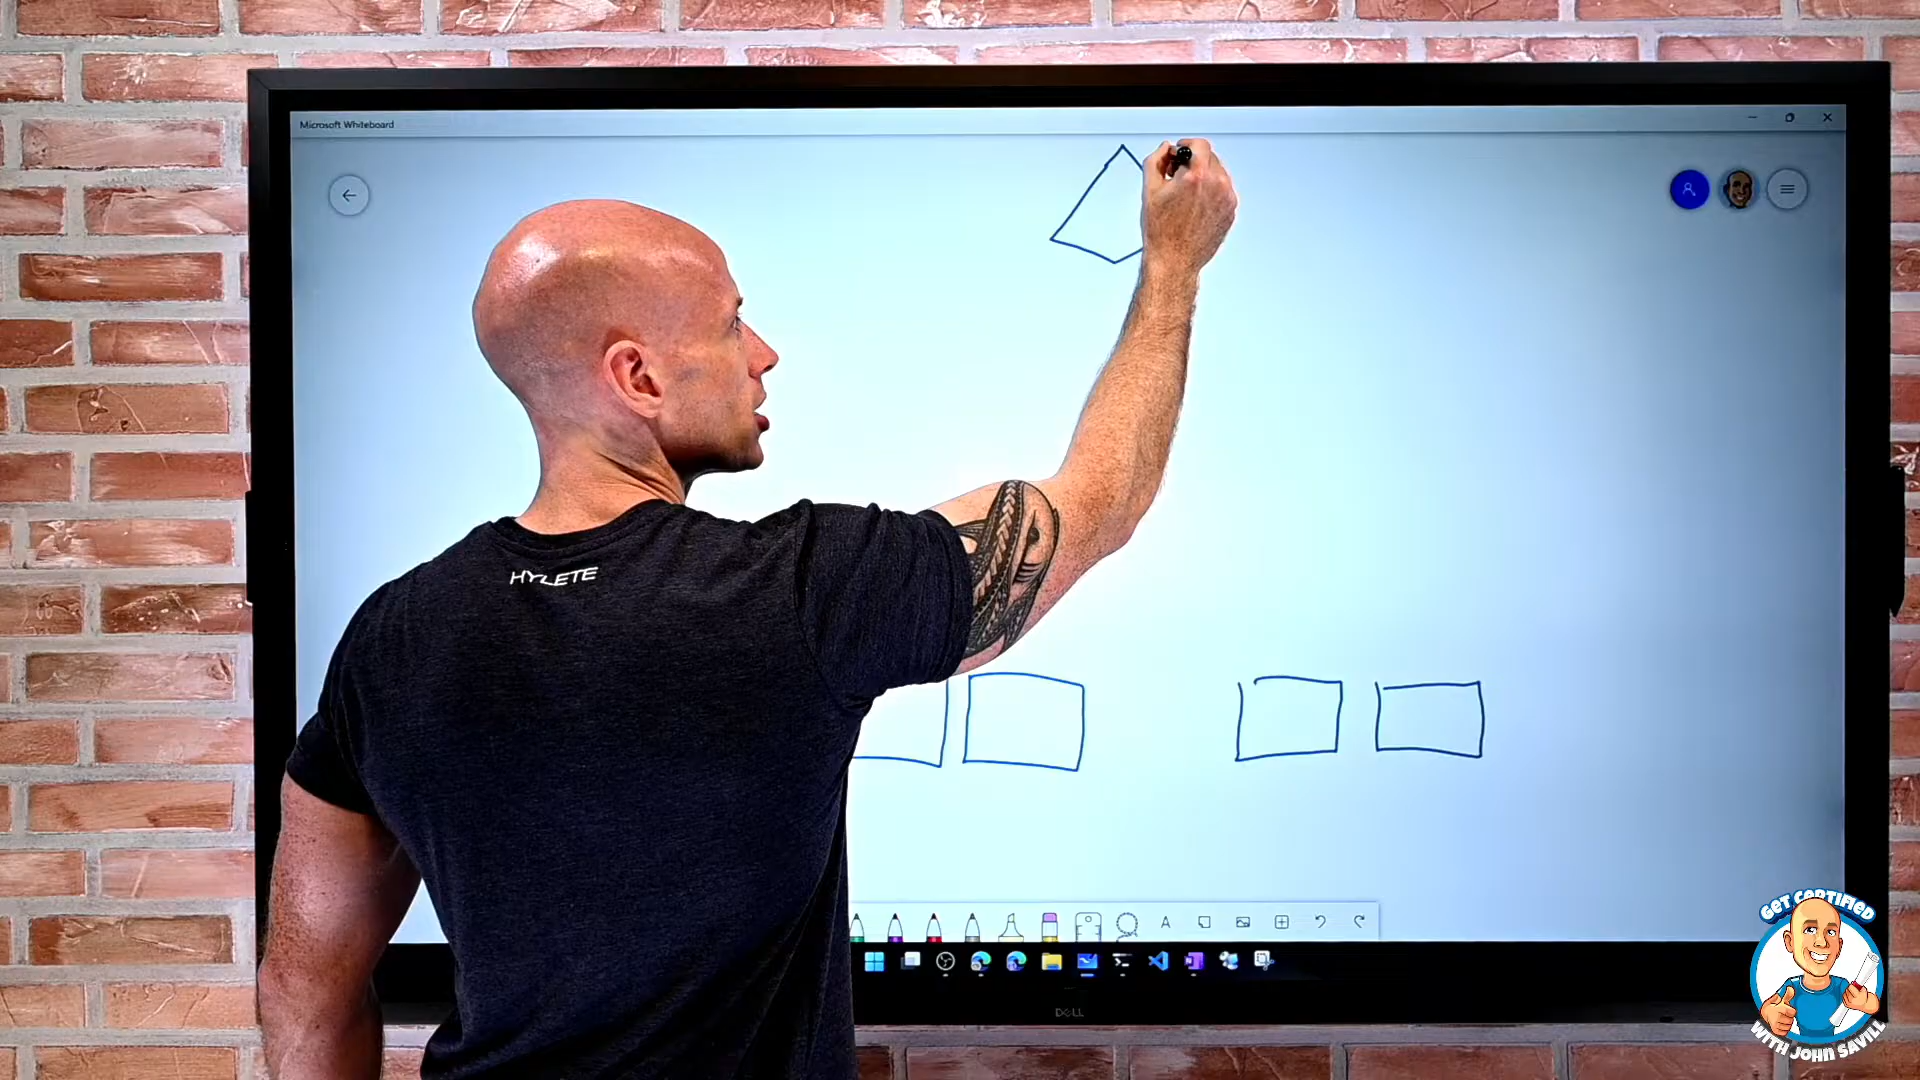 Microsoft Whiteboard
HYLETE
A
DELL
GET CERTIFIED
WITH JOHN SAVILL